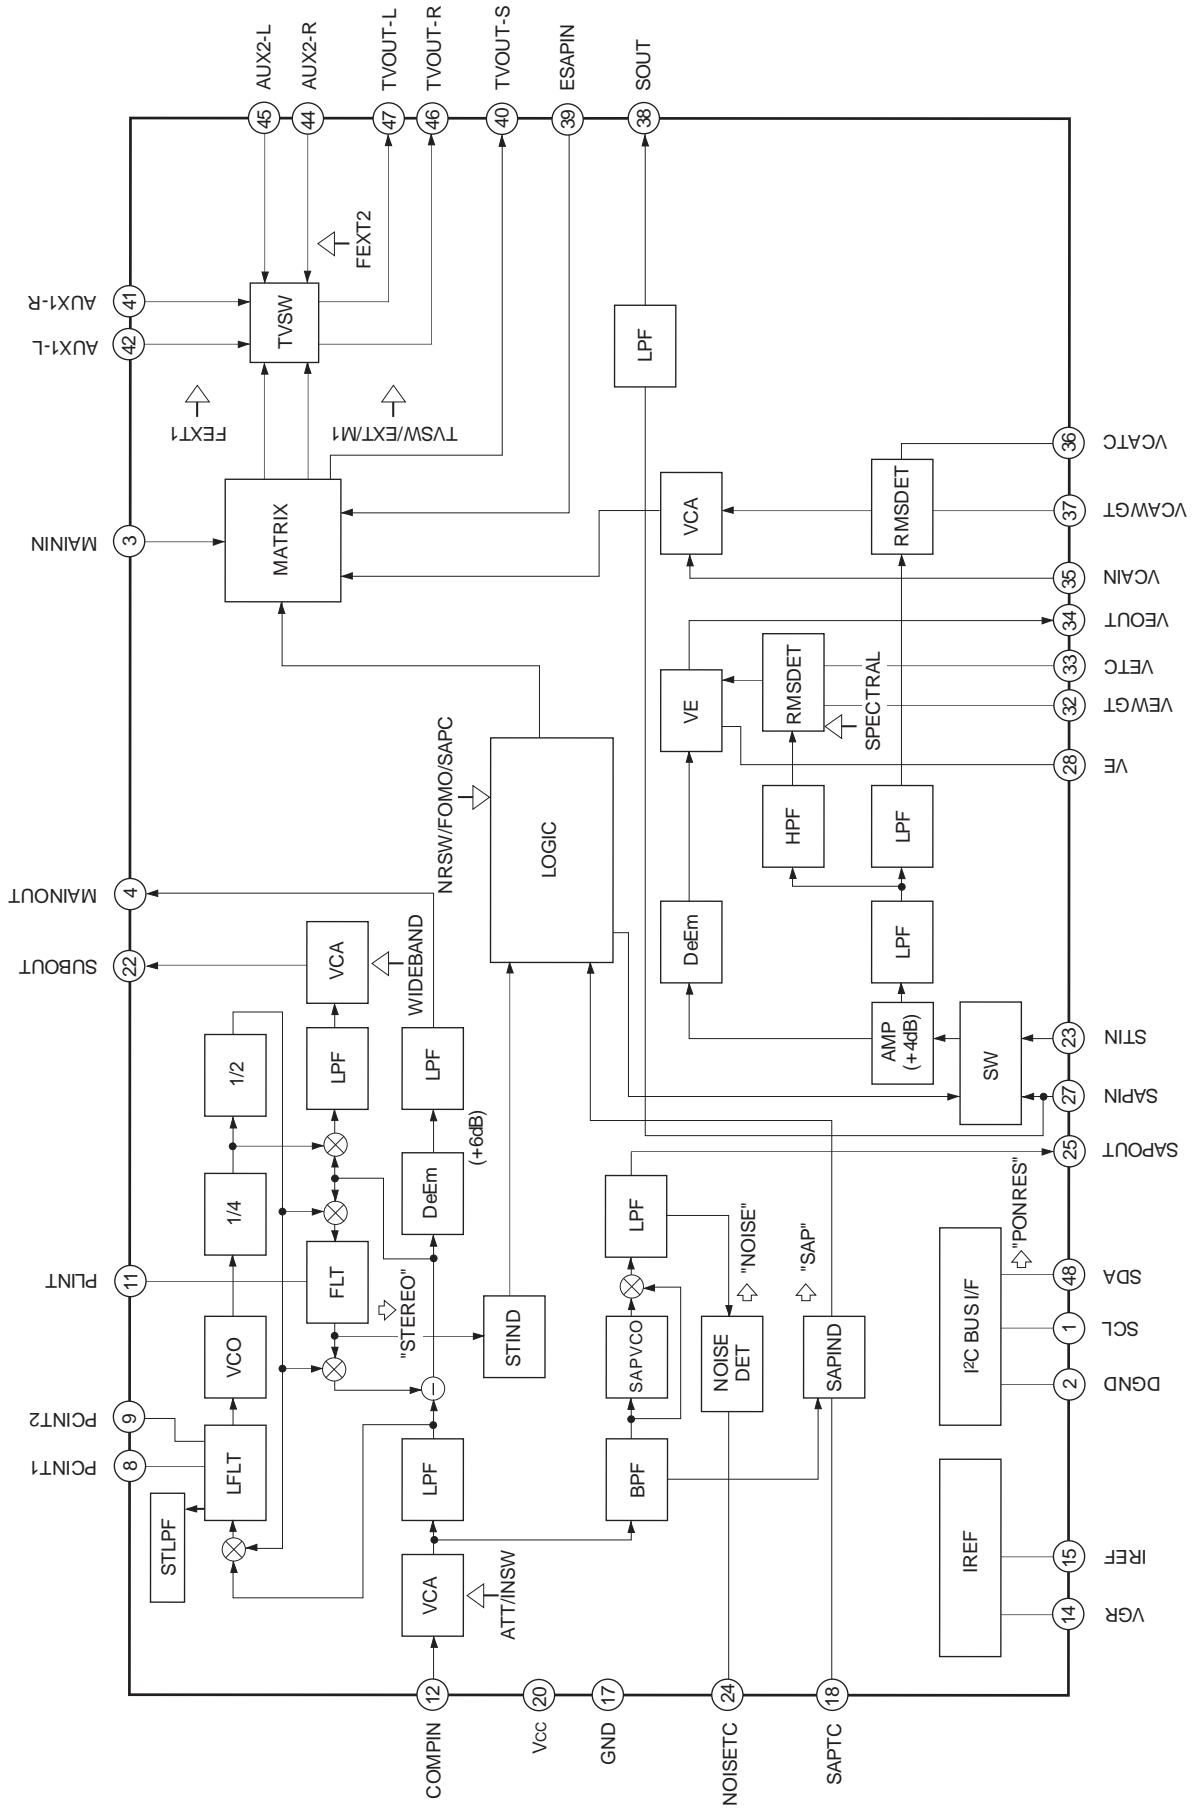 AUX2-L
AUX2-R
TVOUT-L
TVOUT-R
TVOUT-S
ESAPIN
SOUT
45
44
47
46
40
39
38
AUX1-R
41
AUX1-L
42
TVSW
FEXT2
FEXT1
TVSW/EXT/M1
LPF
MAININ
3
MATRIX
VCA
RMSDET
36
VCATC
37
VCAWGT
35
VCAIN
34
VEOUT
33
VETC
32
VEWGT
28
VE
VE
RMSDET
SPECTRAL
HPF
LPF
NRSW/FOMO/SAPC
LOGIC
MAINOUT
4
SUBOUT
22
VCA
WIDEBAND
DeEm
LPF
1/2
LPF
LPF
(+6dB)
AMP
(+4dB)
SW
23
STIN
27
SAPIN
25
SAPOUT
1/4
DeEm
LPF
"NOISE"
"SAP"
"PONRES"
PLINT
11
FLT
"STEREO"
STIND
VCO
SAPVCO
NOISE
DET
SAPIND
I²C BUS I/F
48
SDA
1
SCL
2
DGND
PCINT2
9
PCINT1
8
LFLT
STLPF
LPF
BPF
VCA
ATT/INSW
IREF
15
IREF
14
VGR
12
20
17
24
18
COMPIN
Vcc
GND
NOISETC
SAPTC